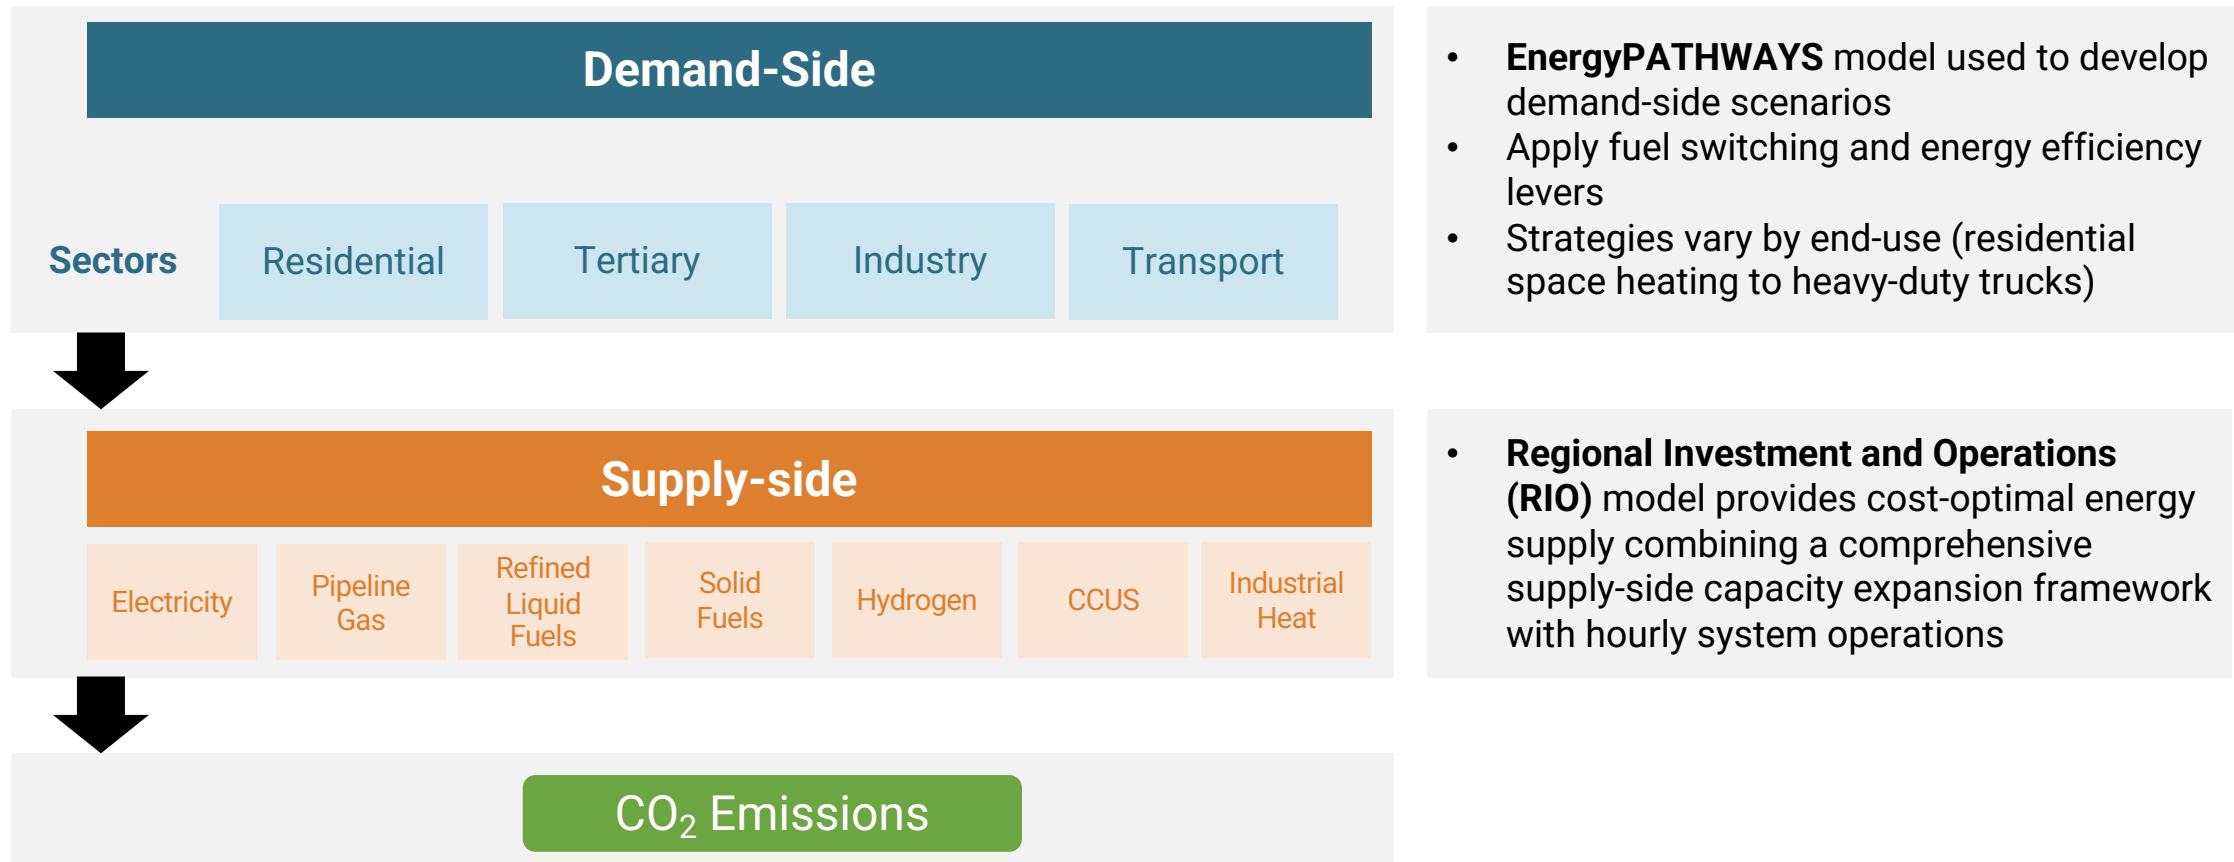 Demand-Side
Sectors
Residential
Tertiary
Industry
Transport
• EnergyPATHWAYS model used to develop
demand-side scenarios
• Apply fuel switching and energy efficiency
levers
• Strategies vary by end-use (residential
space heating to heavy-duty trucks)
Supply-side
Electricity
Pipeline
Gas
Refined
Liquid
Fuels
Solid
Fuels
Hydrogen
CCUS
Industrial
Heat
• Regional Investment and Operations
(RIO) model provides cost-optimal energy
supply combining a comprehensive
supply-side capacity expansion framework
with hourly system operations
CO₂ Emissions